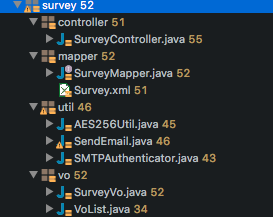 survey 52
controller 51
SurveyController.java 55
mapper 52
SurveyMapper.java 52
Survey.xml 51
util 46
AES256Util.java 45
SendEmail.java 46
SMTPAuthenticator.java 43
vo 52
SurveyVo.java 52
VoList.java 34